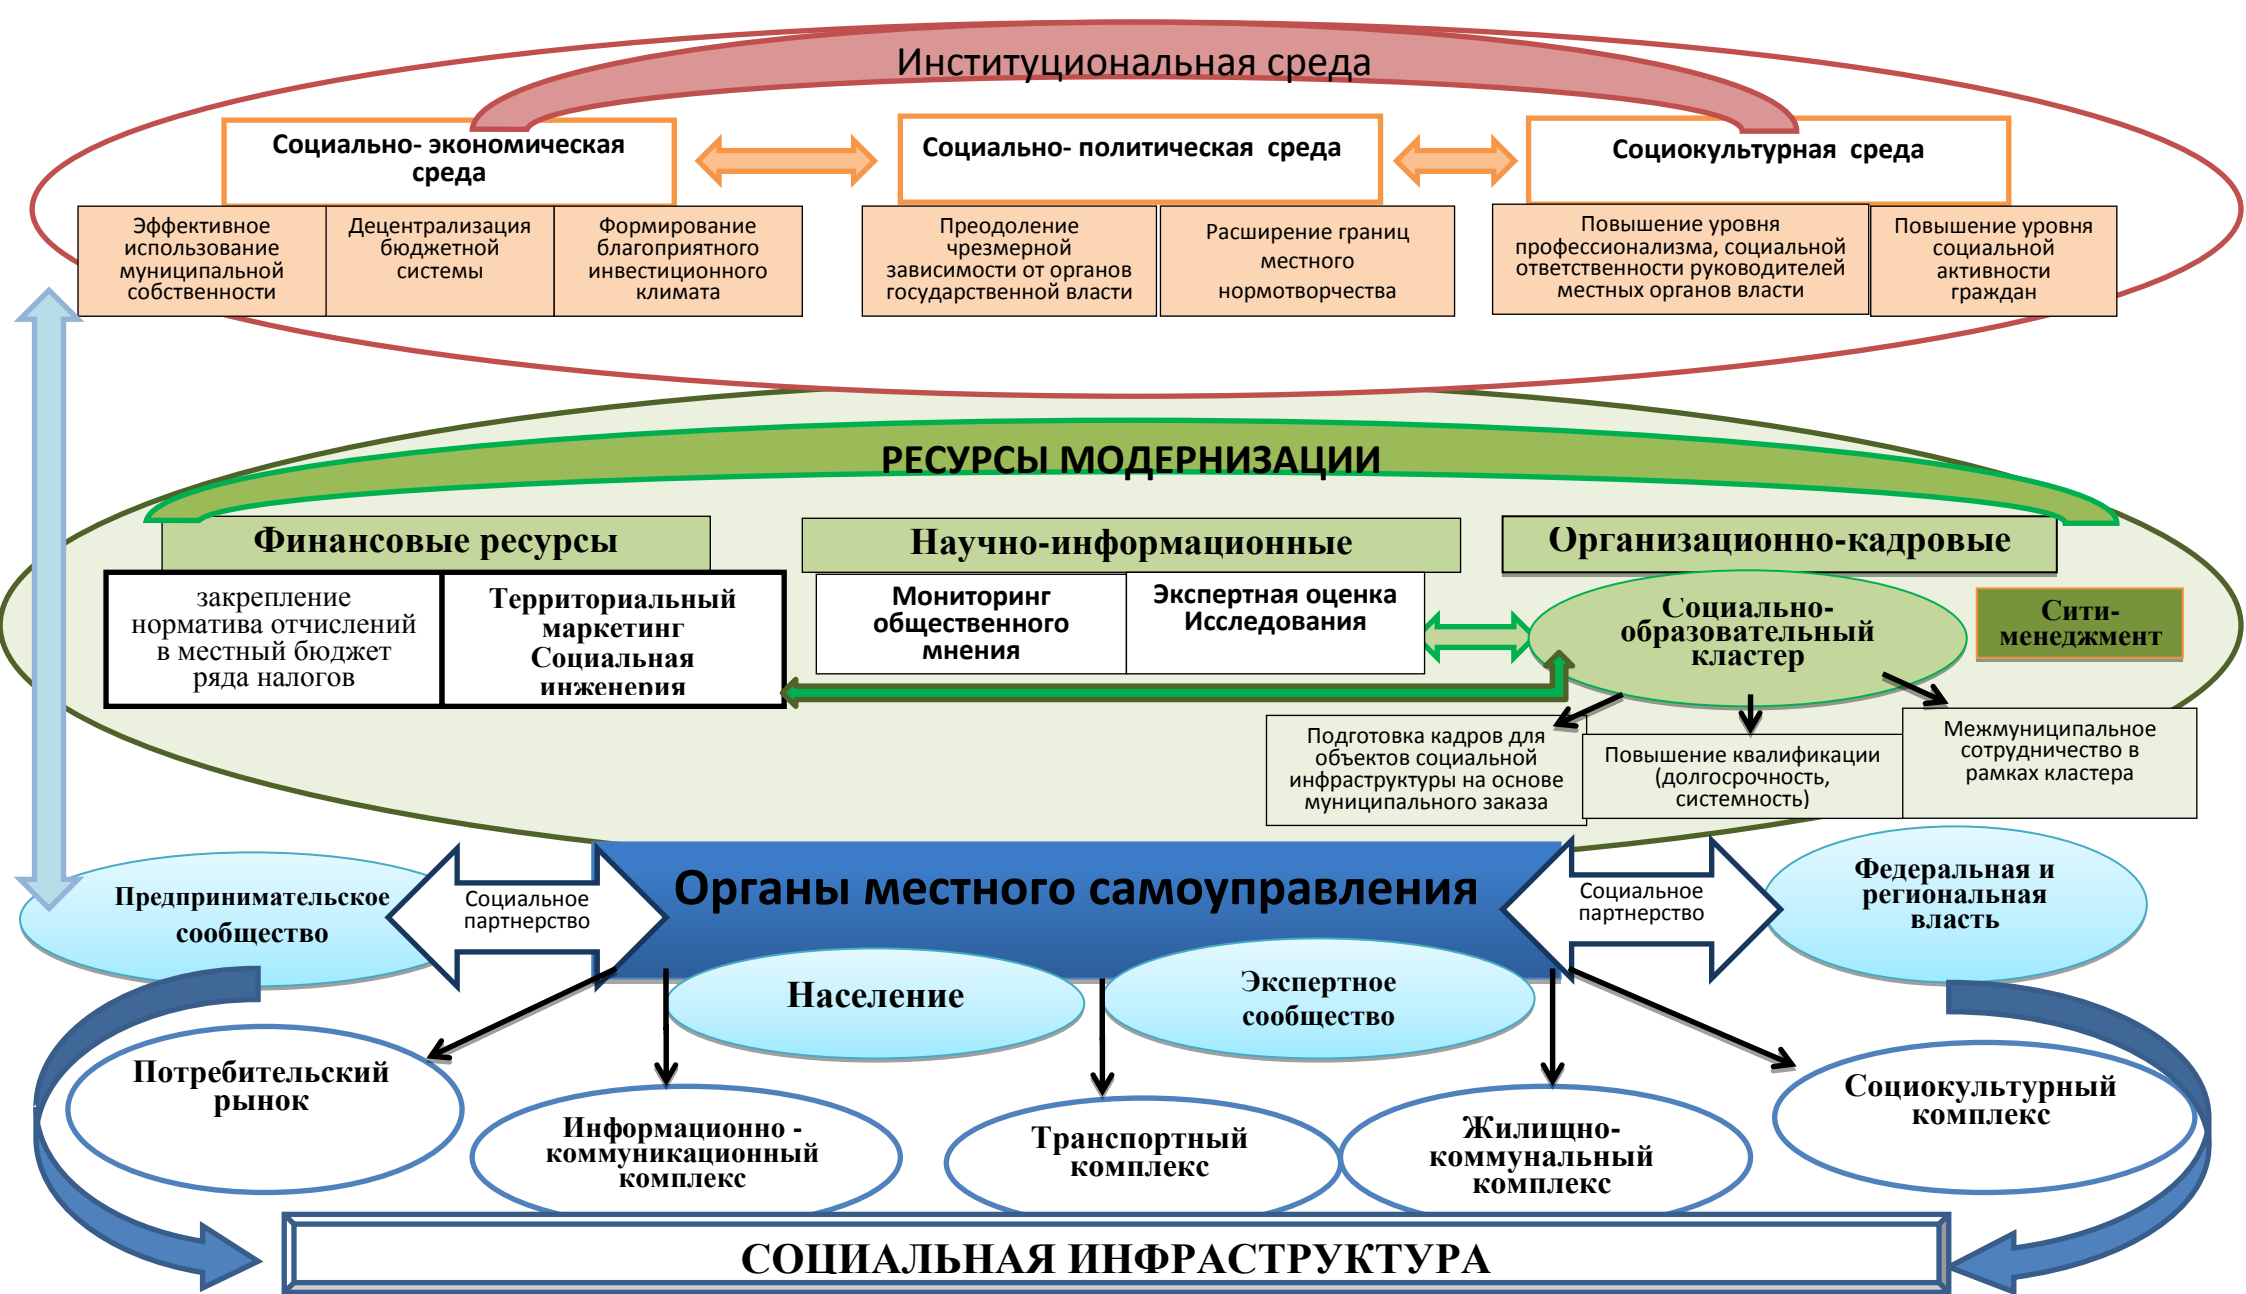 Институциональная среда
Социально- экономическая
среда
Социально- политическая среда
Социокультурная среда
Эффективное
использование
муниципальной
собственности
Децентрализация
бюджетной
системы
Формирование
благоприятного
инвестиционного
климата
Преодоление
чрезмерной
зависимости от органов
государственной власти
Расширение границ
местного
нормотворчества
Повышение уровня
профессионализма, социальной
ответственности руководителей
местных органов власти
Повышение уровня
социальной
активности
граждан
РЕСУРСЫ МОДЕРНИЗАЦИИ
Финансовые ресурсы
Научно-информационные
Организационно-кадровые
закрепление
норматива отчислений
в местный бюджет
ряда налогов
Территориальный
маркетинг
Социальная
инженерия
Мониторинг
общественного
мнения
Экспертная оценка
Исследования
Социально-
образовательный
кластер
Сити-
менеджмент
Подготовка кадров для
объектов социальной
инфраструктуры на основе
муниципального заказа
Повышение квалификации
(долгосрочность,
системность)
Межмуниципальное
сотрудничество в
рамках кластера
Предпринимательское
сообщество
Социальное
партнерство
Органы местного самоуправления
Социальное
партнерство
Федеральная и
региональная
власть
Население
Экспертное
сообщество
Потребительский
рынок
Информационно -
коммуникационный
комплекс
Транспортный
комплекс
Жилищно-
коммунальный
комплекс
Социокультурный
комплекс
СОЦИАЛЬНАЯ ИНФРАСТРУКТУРА